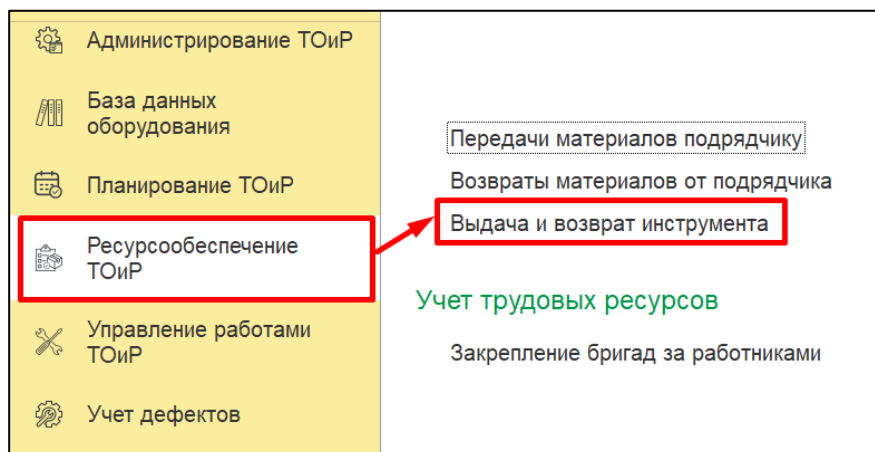 Администрирование ТОиР
База данных
оборудования
Планирование ТОиР
Ресурсообеспечение
ТОиР
Управление работами
ТОиР
Учет дефектов
Передачи материалов подрядчику
Возвраты материалов от подрядчика
Выдача и возврат инструмента
Учет трудовых ресурсов
Закрепление бригад за работниками